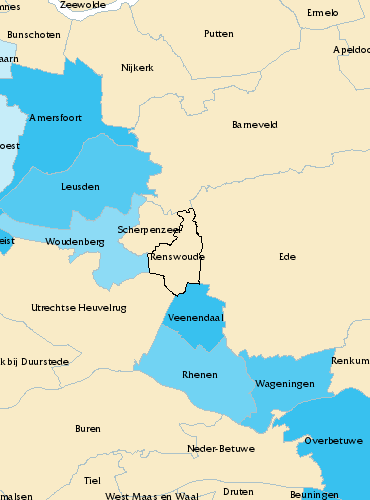 nnes
Zeewolde
Ermelo
Bunschoten
Putten
Apeldoo
aarn
Nijkerk
Amersfoort
Barneveld
oest
Leusden
Scherpenzeel
eist
Woudenberg
Renswoude
Ede
Utrechtse Heuvelrug
Veenendaal
k bij Duurstede
Renkum
Rhenen
Wageningen
Buren
Overbetuwe
Neder-Betuwe
Tiel
malsen
West Maas en Waal
Druten
Beuningen